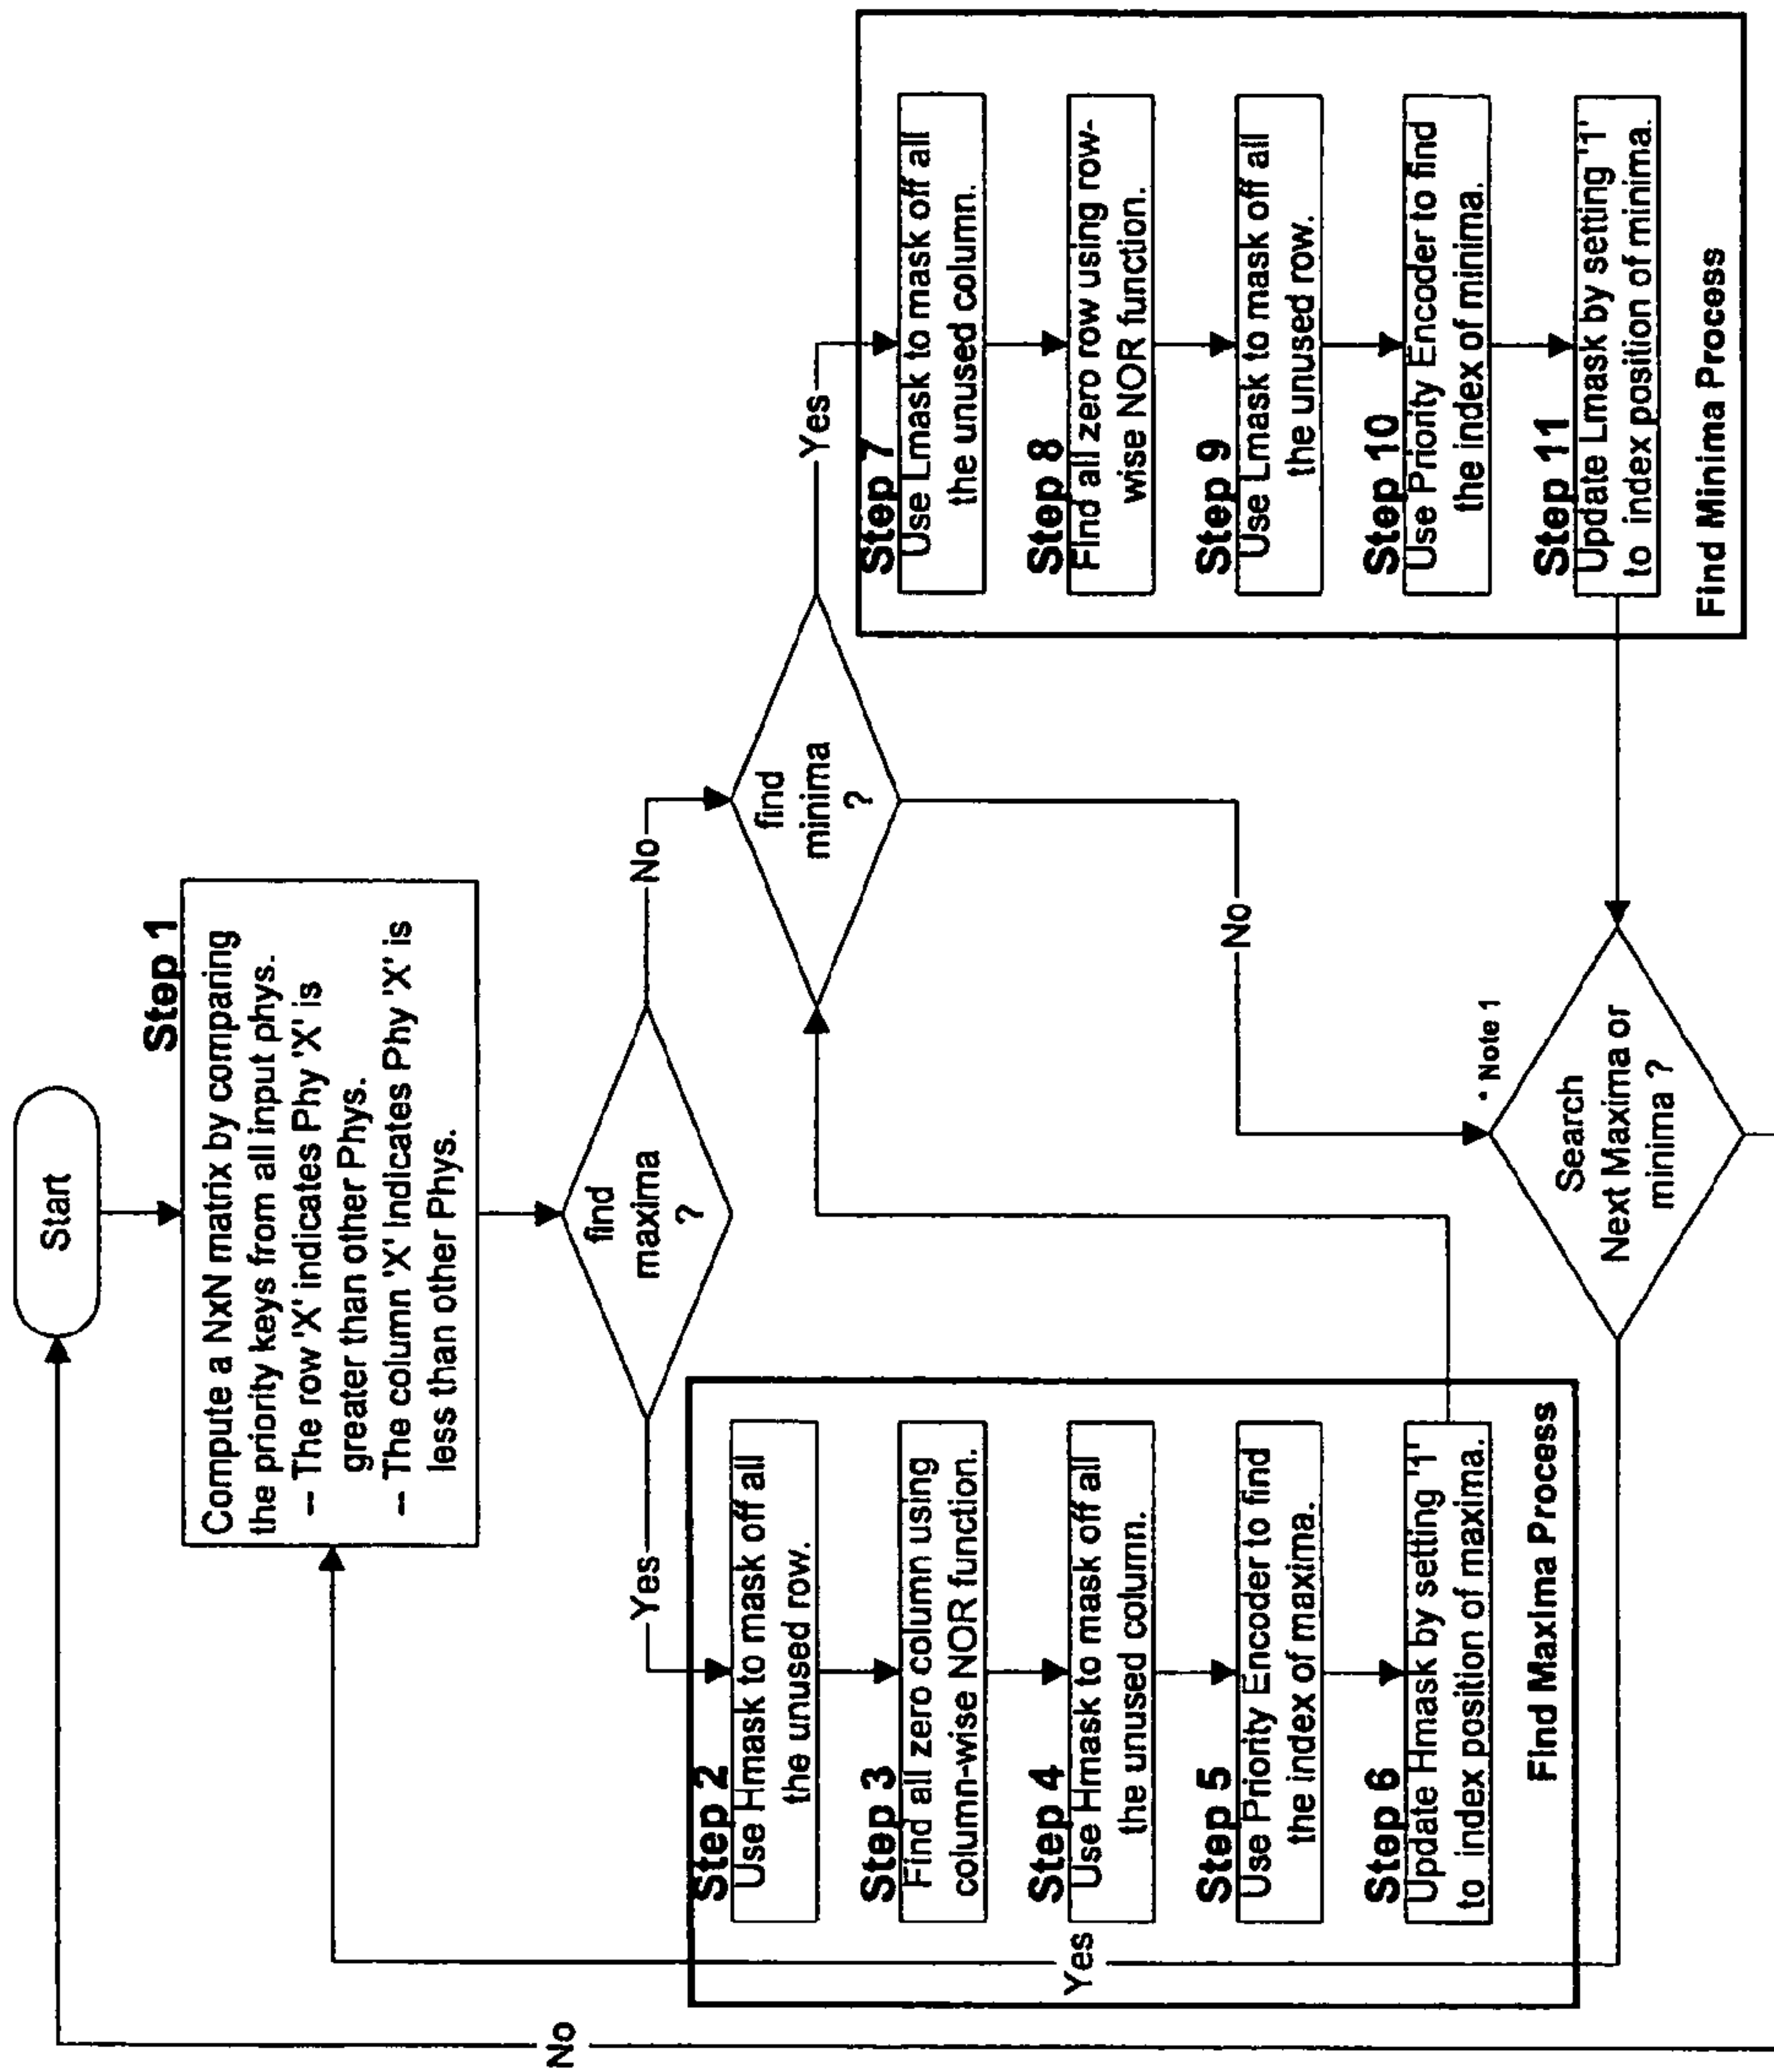 Start
Step 1
Compute a NxN matrix by comparing
the priority keys from all input phys.
-- The row 'X' indicates Phy 'X' is
greater than other Phys.
-- The column 'X' Indicates Phy 'X' is
less than other Phys.
find
maxima
?
Yes
No
Step 2
Use Hmask to mask off all
the unused row.
Step 3
Find all zero column using
column-wise NOR function.
Step 4
Use Hmask to mask off all
the unused column.
Step 5
Use Priority Encoder to find
the index of maxima.
Step 6
Update Hmask by setting '1'
to index position of maxima.
Find Maxima Process
find
minima
?
Yes
No
Step 7
Use Lmask to mask off all
the unused column.
Step 8
Find all zero row using row-
wise NOR function.
Step 9
Use Lmask to mask off all
the unused row.
Step 10
Use Priority Encoder to find
the index of minima.
Step 11
Update Lmask by setting '1'
to index position of minima.
Find Minima Process
* Note 1
Search
Next Maxima or
minima ?
Yes
No